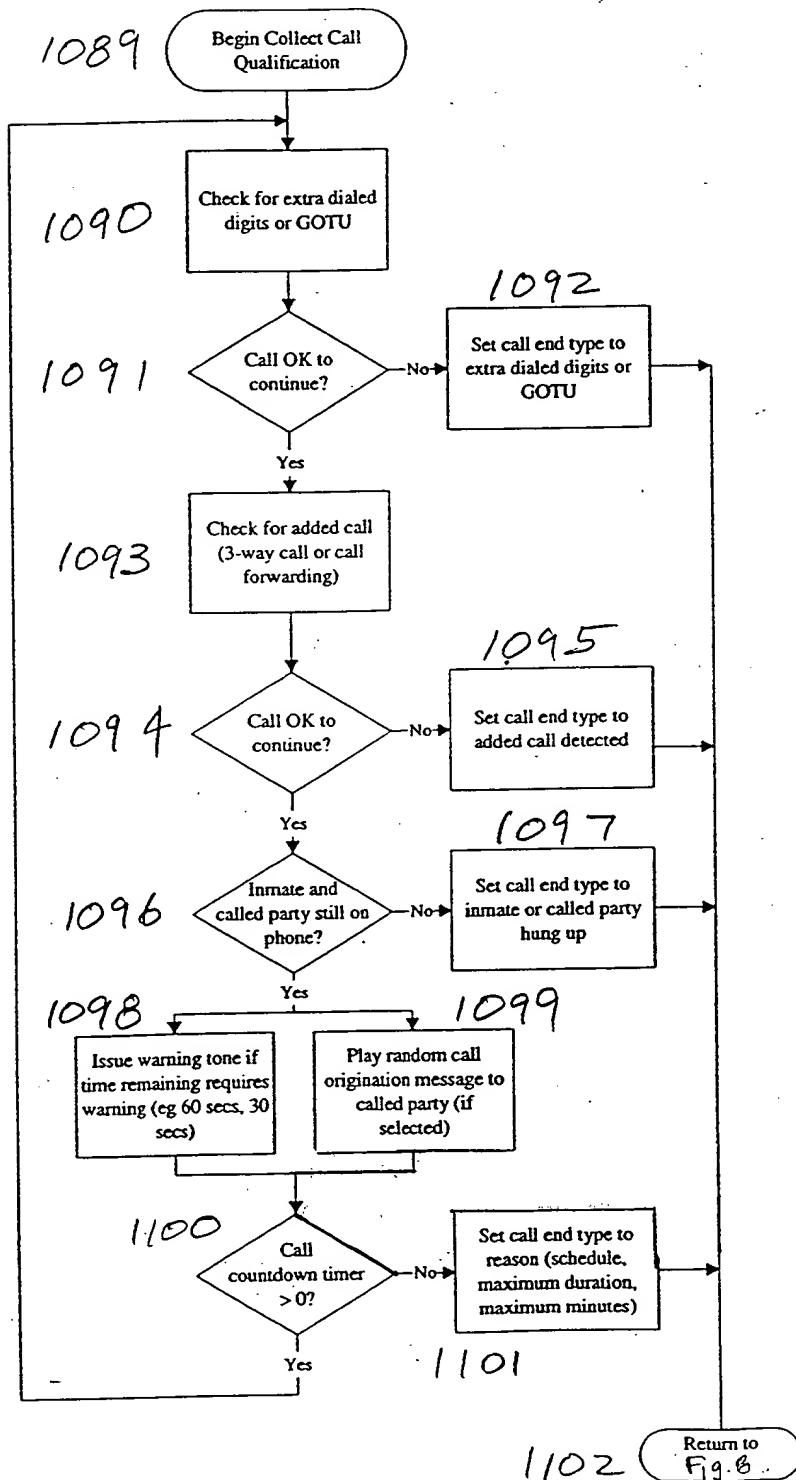 1089
Begin Collect Call
Qualification
1090
Check for extra dialed
digits or GOTU
1091
Call OK to
continue?
No
1092
Set call end type to
extra dialed digits or
GOTU
Yes
1093
Check for added call
(3-way call or call
forwarding)
1094
Call OK to
continue?
No
1095
Set call end type to
added call detected
Yes
1096
Inmate and
called party still on
phone?
No
1097
Set call end type to
inmate or called party
hung up
Yes
1098
Issue warning tone if
time remaining requires
warning (eg 60 secs, 30
secs)
1099
Play random call
origination message to
called party (if
selected)
1100
Call
countdown timer
> 0?
No
Set call end type to
reason (schedule,
maximum duration,
maximum minutes)
1101
Yes
1102
Return to
Fig. 8